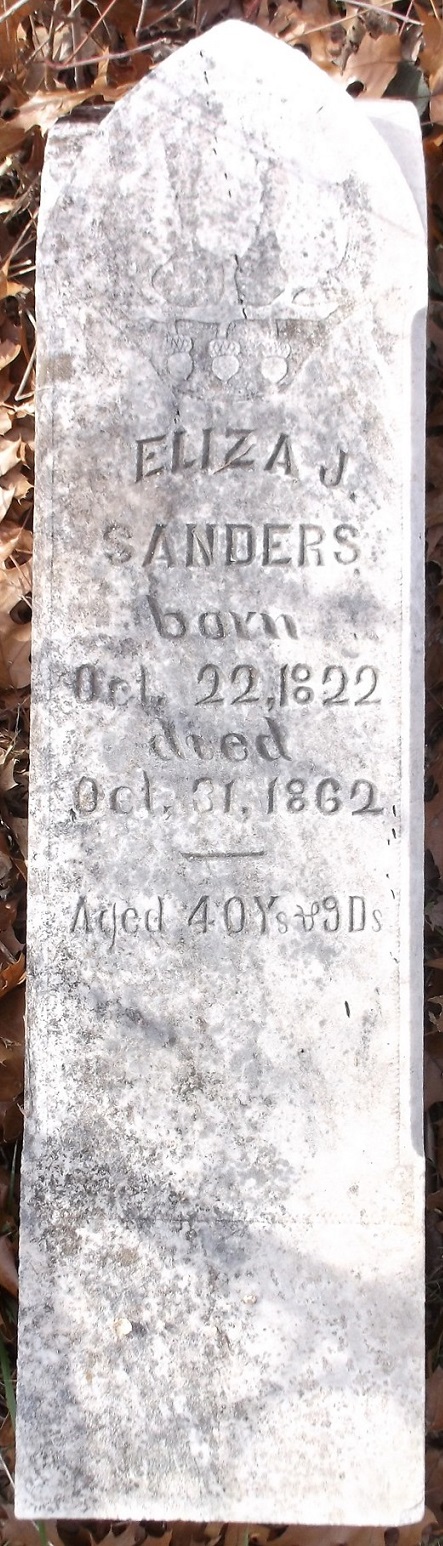 ELIZA J.
SANDERS
born
Oct. 22, 1822
died
Oct. 31, 1862
Aged 40 Ys & 9 Ds